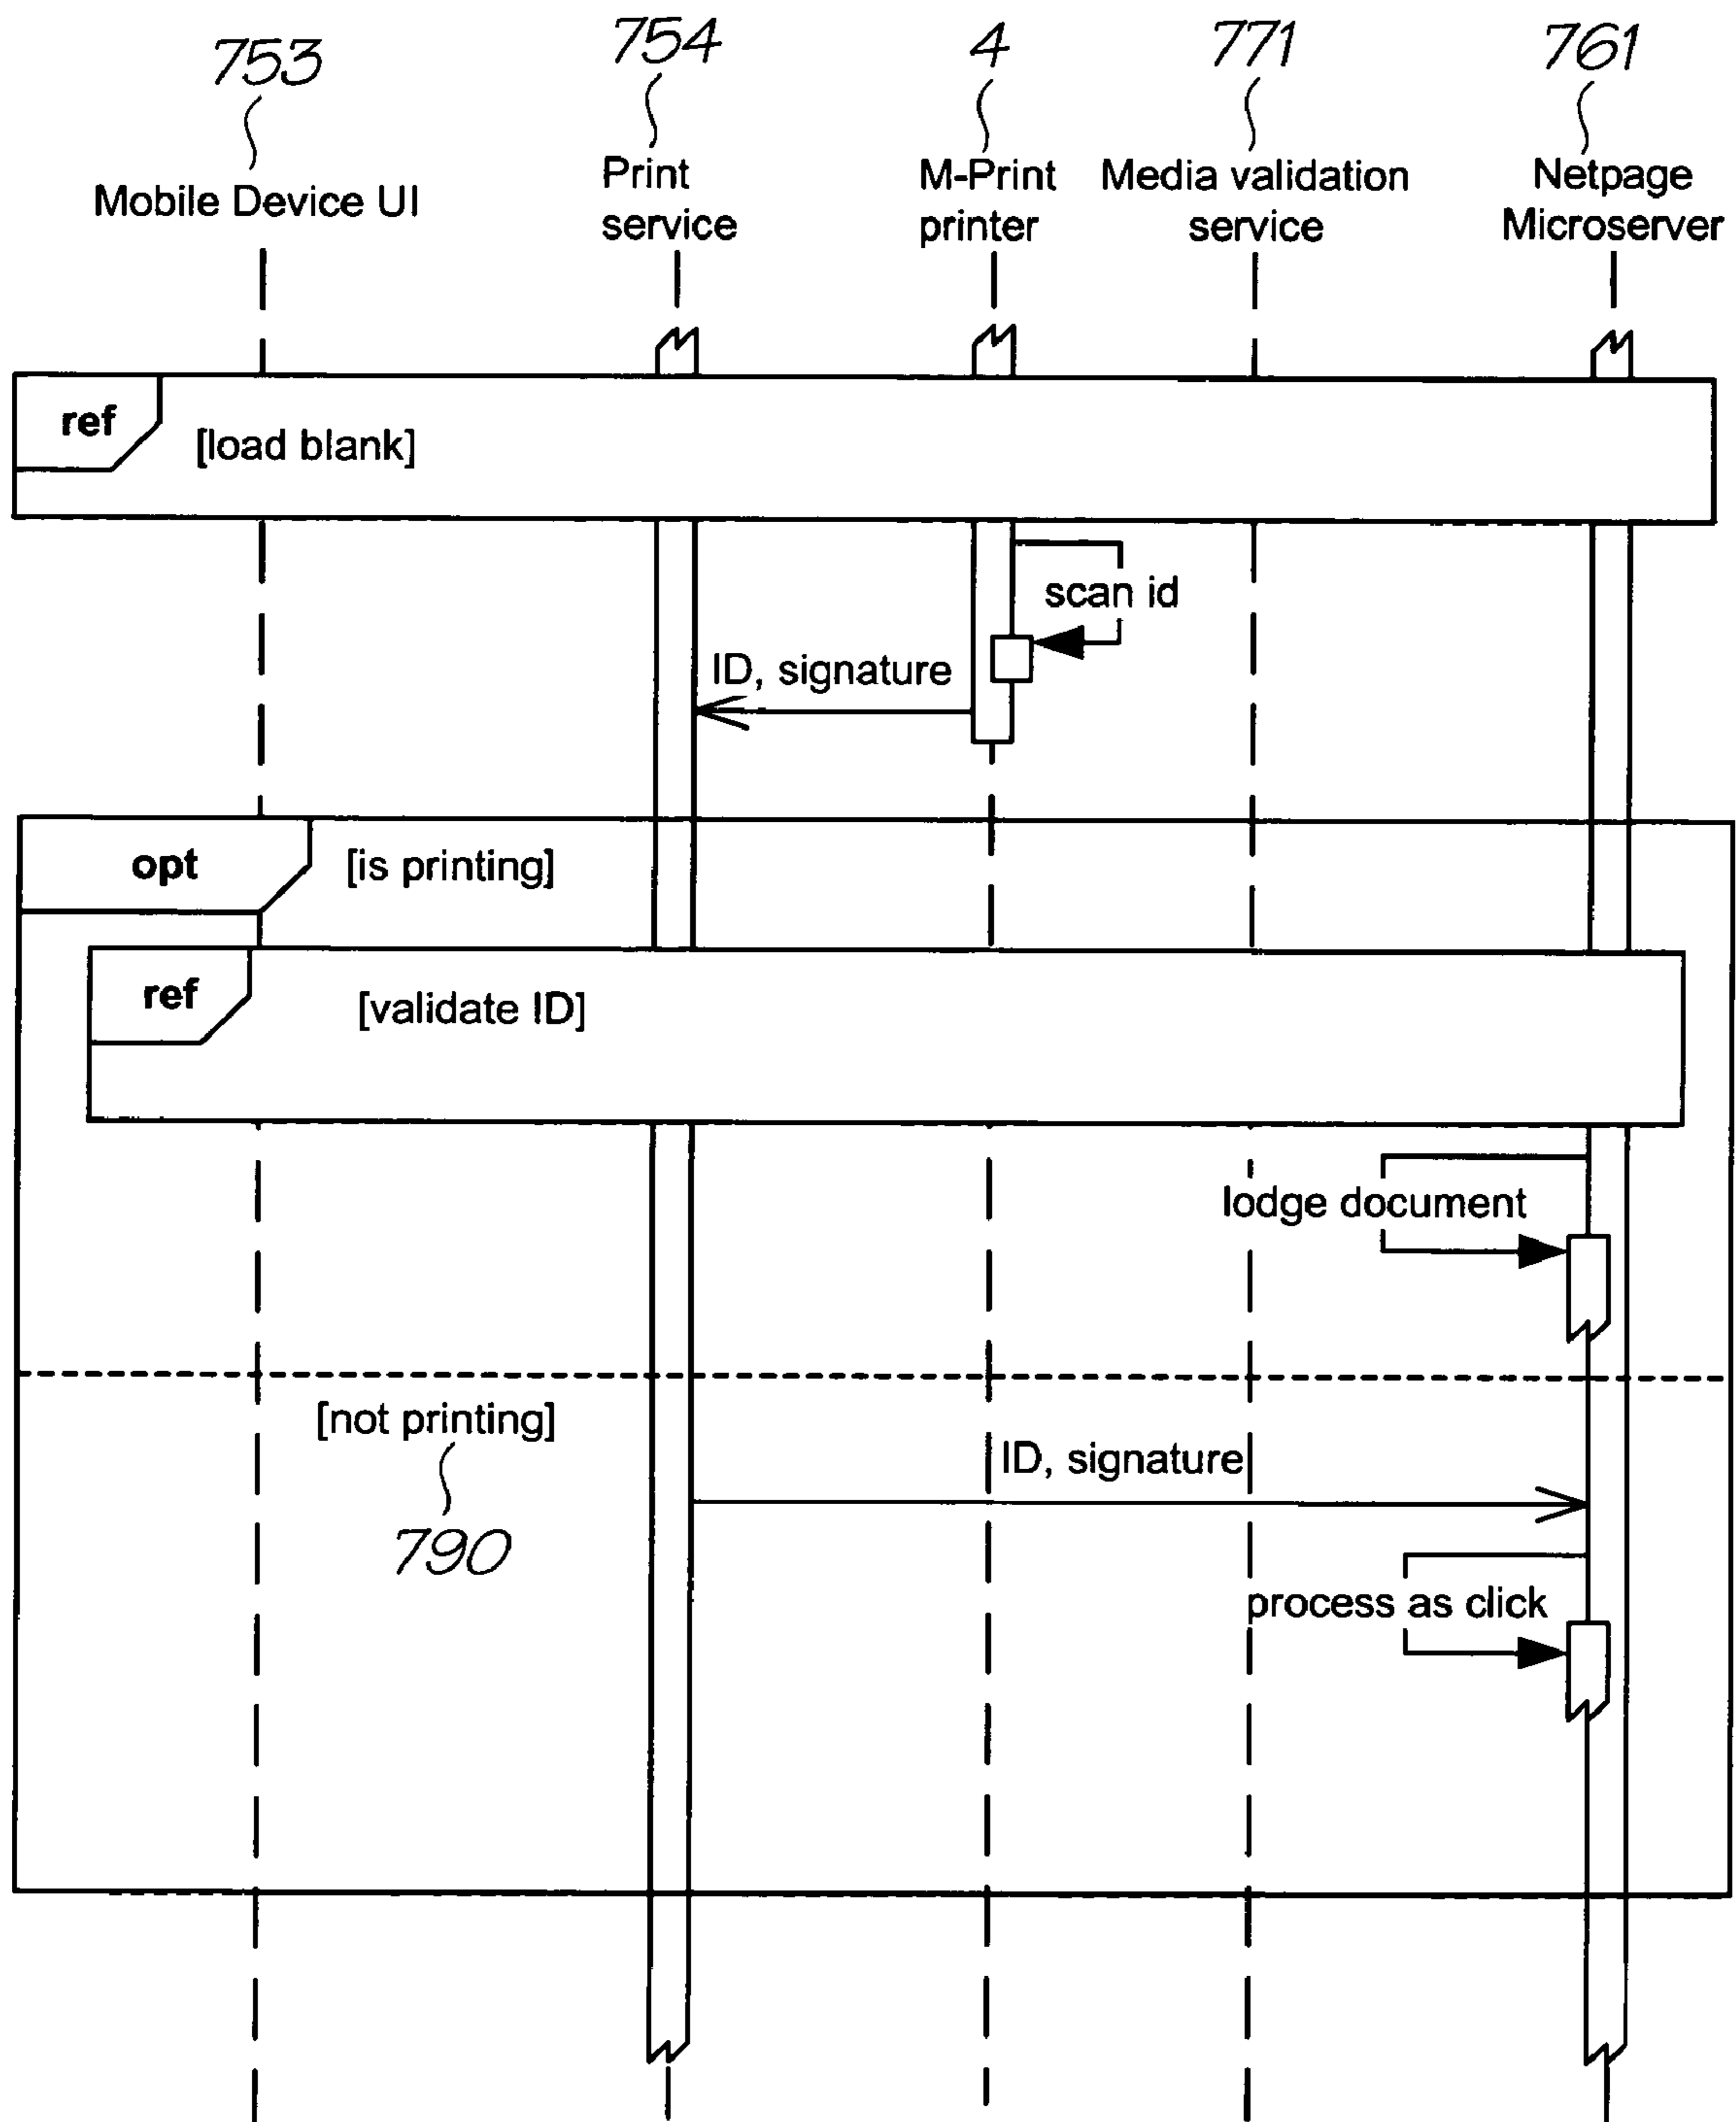 753
754
4
771
761
Mobile Device UI
Print
service
M-Print
printer
Media validation
service
Netpage
Microserver
ref
[load blank]
scan id
ID, signature
opt
[is printing]
ref
[validate ID]
lodge document
[not printing]
790
ID, signature
process as click